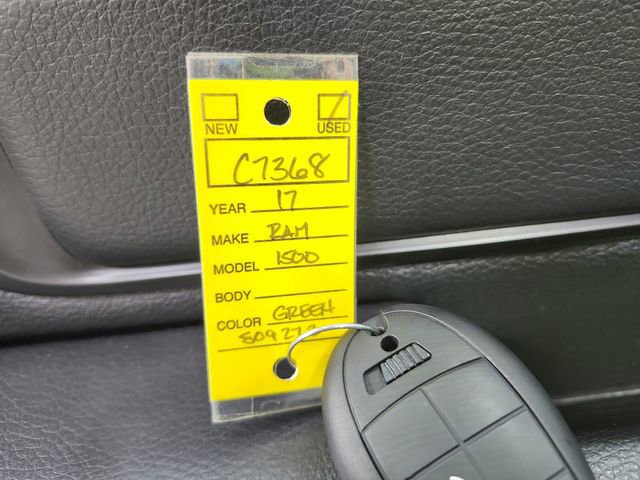 NEW USED
C7368
YEAR 17
MAKE RAM
MODEL 1500
BODY
COLOR GREEN